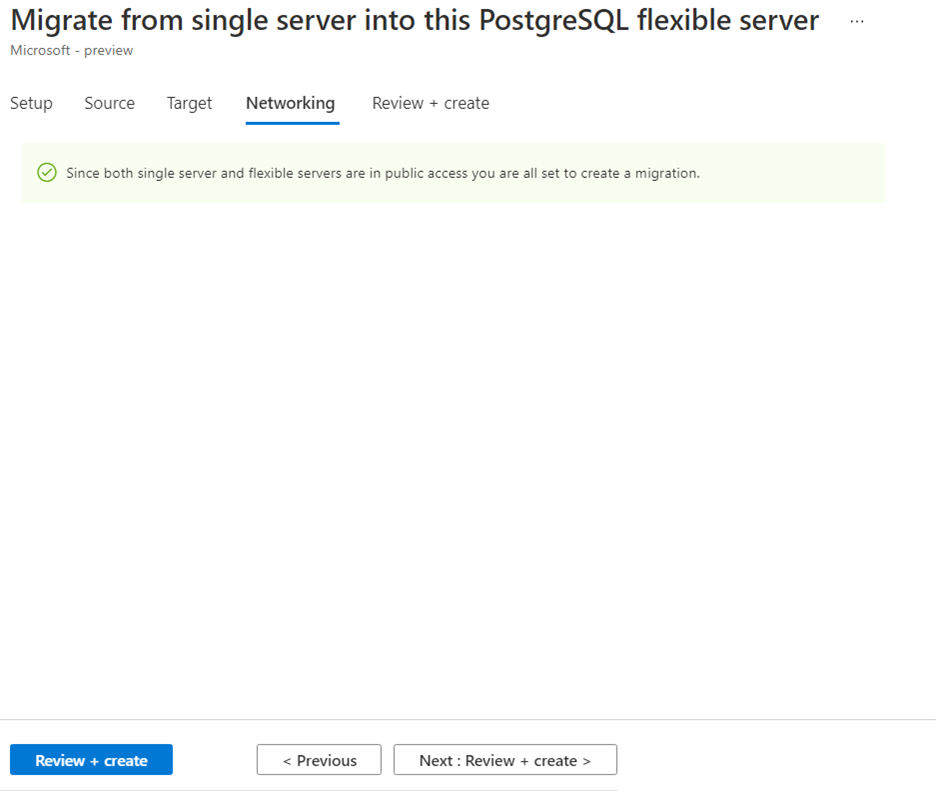 Migrate from single server into this PostgreSQL flexible server ...
Microsoft - preview
Setup Source Target Networking Review + create
Since both single server and flexible servers are in public access you are all set to create a migration.
Review + create < Previous Next : Review + create >